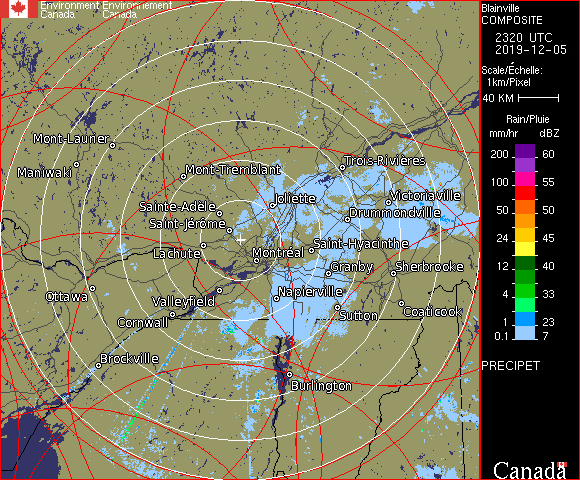 Environment Environnement
Canada Canada
Blainville
COMPOSITE
2320 UTC
2019-12-05
Scale/Échelle:
1km/Pixel
40 KM
Rain/Pluie
mm/hr dBZ
200 60
100 55
50 50
24 45
12 40
4 33
1 23
0.1 7
PRECIPET
Canada
Mont-Laurier
Maniwaki
Mont-Tremblant
Trois-Rivières
Victoriaville
Joliette
Sainte-Adèle
Drummondville
Saint-Jérôme
Saint-Hyacinthe
Lachute
Montréal
Granby
Sherbrooke
Ottawa
Valleyfield
Napierville
Cornwall
Sutton
Coaticook
Brockville
Burlington